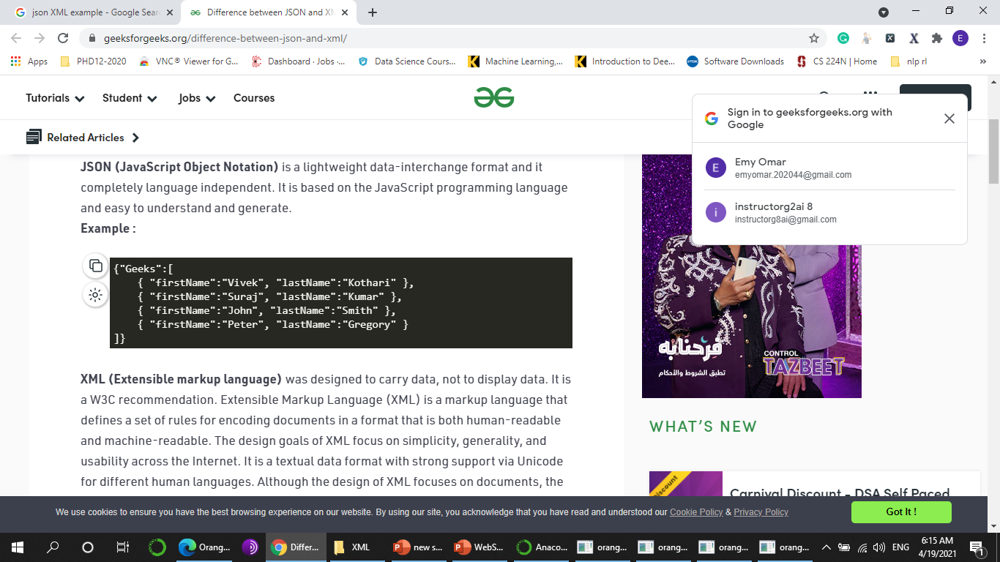 json XML example - Google Sear
Difference between JSON and XM
geeksforgeeks.org/difference-between-json-and-xml/
E
Apps
PHD12-2020
VNC® Viewer for G...
Dashboard · Jobs ·...
Data Science Cours...
Machine Learning,...
Introduction to Dee...
Software Downloads
CS 224N | Home
nlp rl
»
Tutorials
Student
Jobs
Courses
Related Articles
Sign in to geeksforgeeks.org with
Google
E
Emy Omar
emyomar.202044@gmail.com
i
instructorg2ai 8
instructorg8ai@gmail.com
JSON (JavaScript Object Notation) is a lightweight data-interchange format and it
completely language independent. It is based on the JavaScript programming language
and easy to understand and generate.
Example :
{"Geeks":[
{ "firstName":"Vivek", "lastName":"Kothari" },
{ "firstName":"Suraj", "lastName":"Kumar" },
{ "firstName":"John", "lastName":"Smith" },
{ "firstName":"Peter", "lastName":"Gregory" }
]}
XML (Extensible markup language) was designed to carry data, not to display data. It is
a W3C recommendation. Extensible Markup Language (XML) is a markup language that
defines a set of rules for encoding documents in a format that is both human-readable
and machine-readable. The design goals of XML focus on simplicity, generality, and
usability across the Internet. It is a textual data format with strong support via Unicode
for different human languages. Although the design of XML focuses on documents, the
CONTROL
TAZBEET
تطبق الشروط والأحكام
WHAT'S NEW
Discount
Carnival Discount - DSA Self Paced
We use cookies to ensure you have the best browsing experience on our website. By using our site, you acknowledge that you have read and understood our Cookie Policy & Privacy Policy
Got It !
Orang...
Differ...
XML
new s...
WebS...
Anaco...
orang...
orang...
orang...
orang...
ENG
6:15 AM
4/19/2021
1